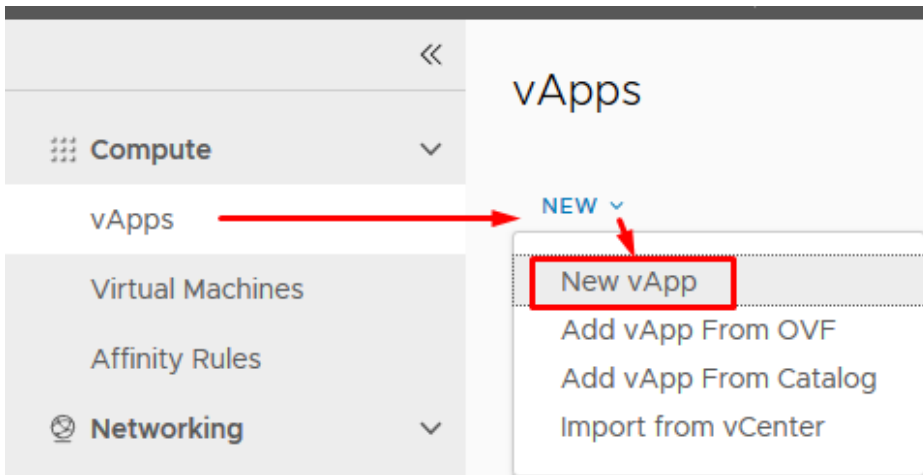 Compute
vApps
Virtual Machines
Affinity Rules
Networking
vApps
NEW
New vApp
Add vApp From OVF
Add vApp From Catalog
Import from vCenter